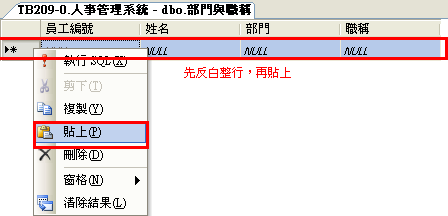 TB209-0.人事管理系統 - dbo.部門與職稱
員工編號 姓名 部門 職稱
NULL NULL NULL
執行 SQL(X)
先反白整行，再貼上
剪下(T)
複製(Y)
貼上(P)
刪除(D)
窗格(N)
清除結果(L)